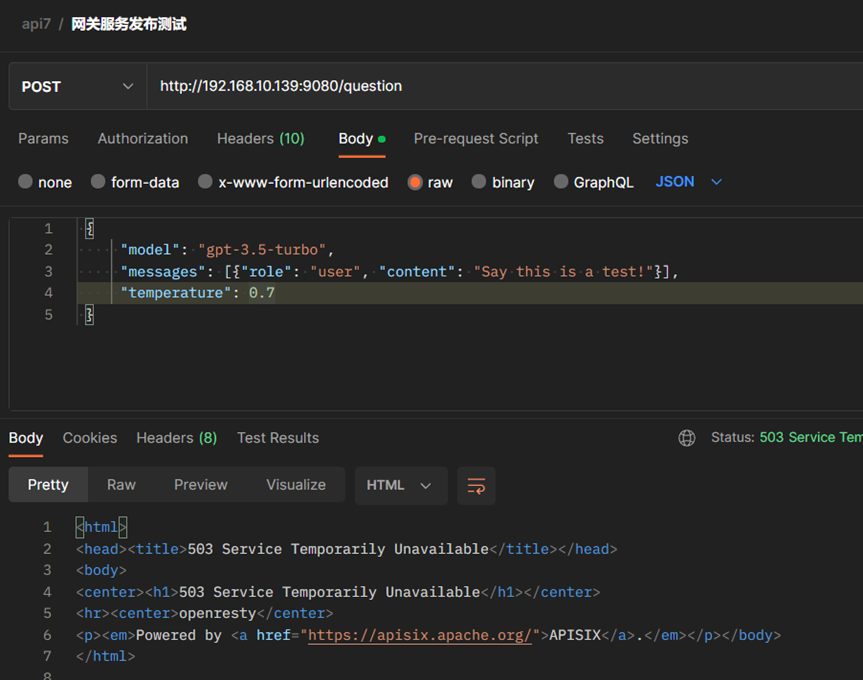 api7 / 网关服务发布测试
POST http://192.168.10.139:9080/question
Params Authorization Headers (10) Body Pre-request Script Tests Settings
none form-data x-www-form-urlencoded raw binary GraphQL JSON
1 {
2 "model": "gpt-3.5-turbo",
3 "messages": [{"role": "user", "content": "Say this is a test!"}],
4 "temperature": 0.7
5 }
Body Cookies Headers (8) Test Results Status: 503 Service Tem
Pretty Raw Preview Visualize HTML
1 <html>
2 <head><title>503 Service Temporarily Unavailable</title></head>
3 <body>
4 <center><h1>503 Service Temporarily Unavailable</h1></center>
5 <hr><center>openresty</center>
6 <p><em>Powered by <a href="https://apisix.apache.org/">APISIX</a>.</em></p></body>
7 </html>
8